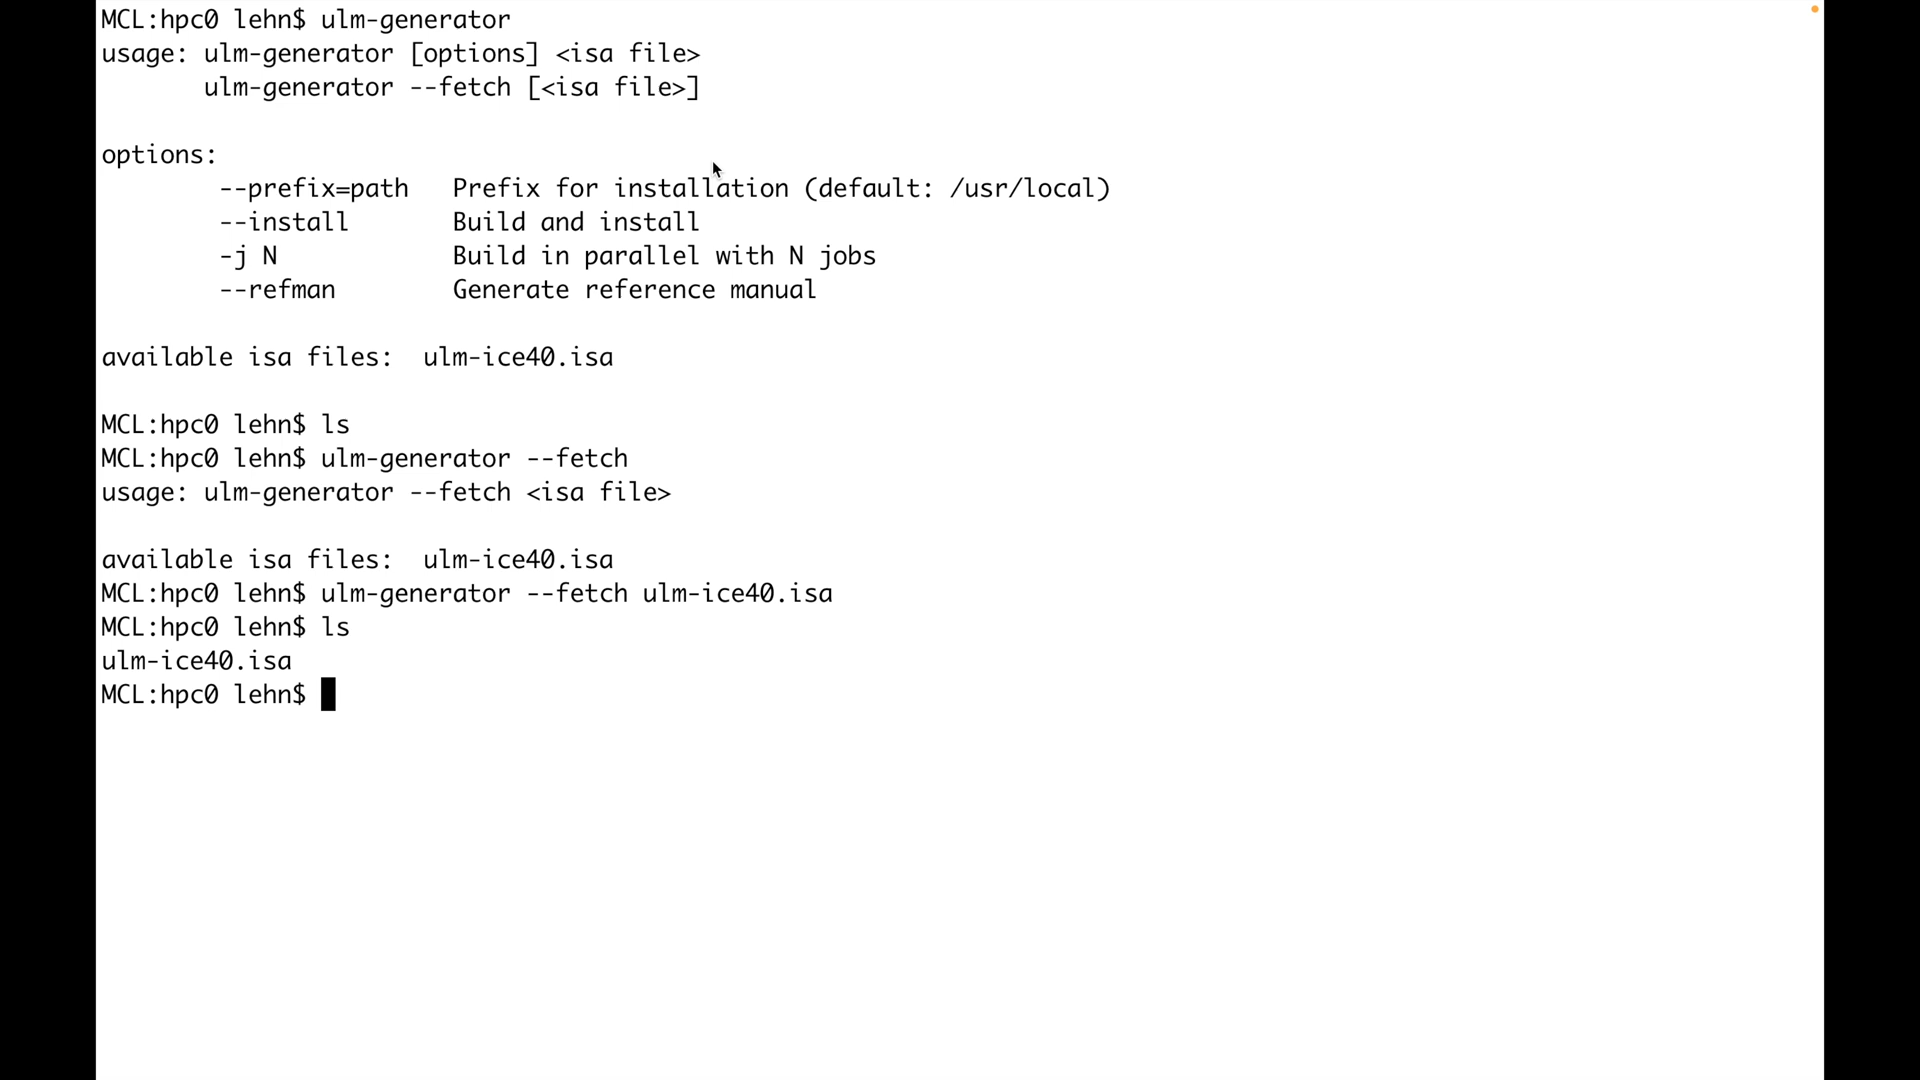 MCL:hpc0 lehn$ ulm-generator
usage: ulm-generator [options] <isa file>
       ulm-generator --fetch [<isa file>]
options:
        --prefix=path   Prefix for installation (default: /usr/local)
        --install       Build and install
        -j N            Build in parallel with N jobs
        --refman        Generate reference manual
available isa files:  ulm-ice40.isa
MCL:hpc0 lehn$ ls
MCL:hpc0 lehn$ ulm-generator --fetch
usage: ulm-generator --fetch <isa file>
available isa files:  ulm-ice40.isa
MCL:hpc0 lehn$ ulm-generator --fetch ulm-ice40.isa
MCL:hpc0 lehn$ ls
ulm-ice40.isa
MCL:hpc0 lehn$